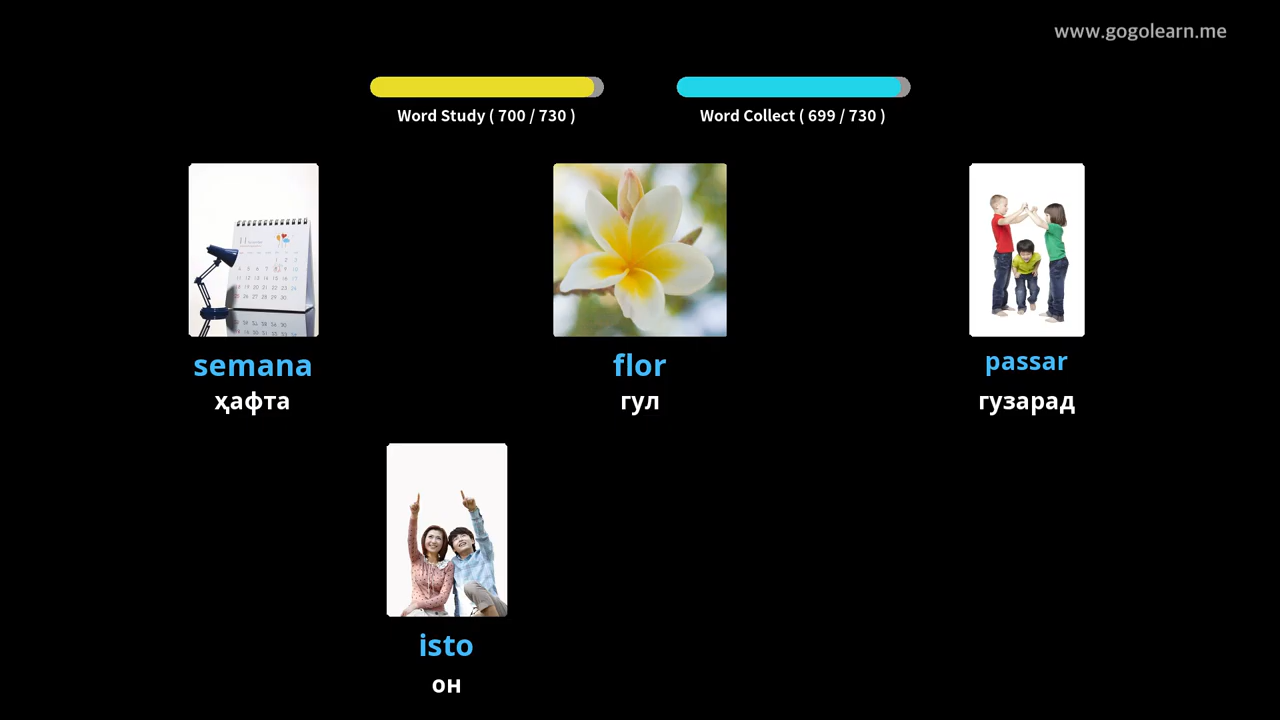 www.gogolearn.me
Word Study ( 700 / 730 )
Word Collect ( 699 / 730 )
semana
ҳафта
flor
гул
passar
гузарад
isto
он